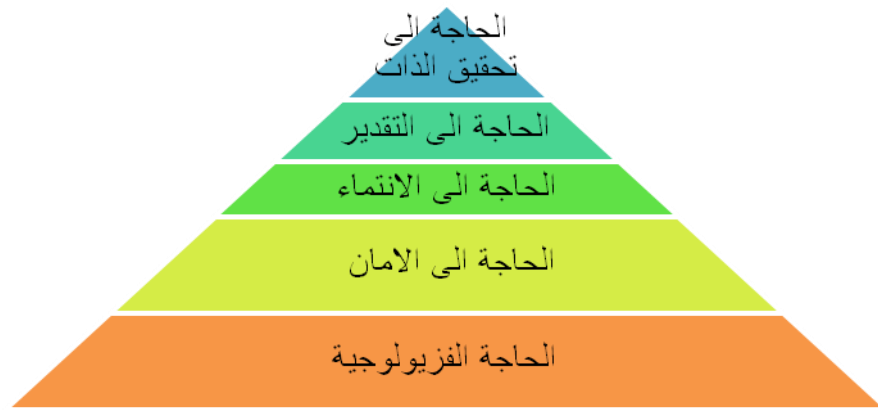 الحاجة الى
تحقيق الذات
الحاجة الى التقدير
الحاجة الى الانتماء
الحاجة الى الامان
الحاجة الفزيولوجية